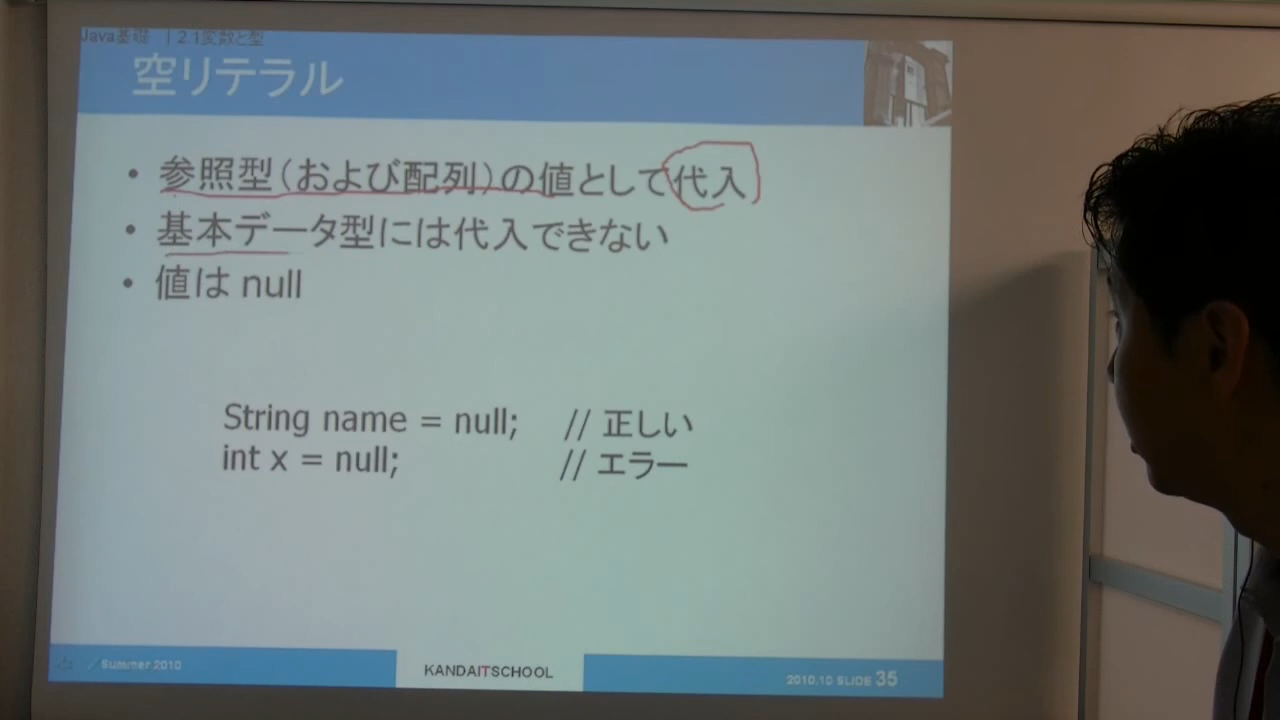 Java基礎 | 2.1変数と型
空リテラル
• 参照型(および配列)の値として代入
• 基本データ型には代入できない
• 値は null
String name = null; // 正しい
int x = null; // エラー
/ Summer 2010
KANDAITSCHOOL
2010.10 SLIDE 35